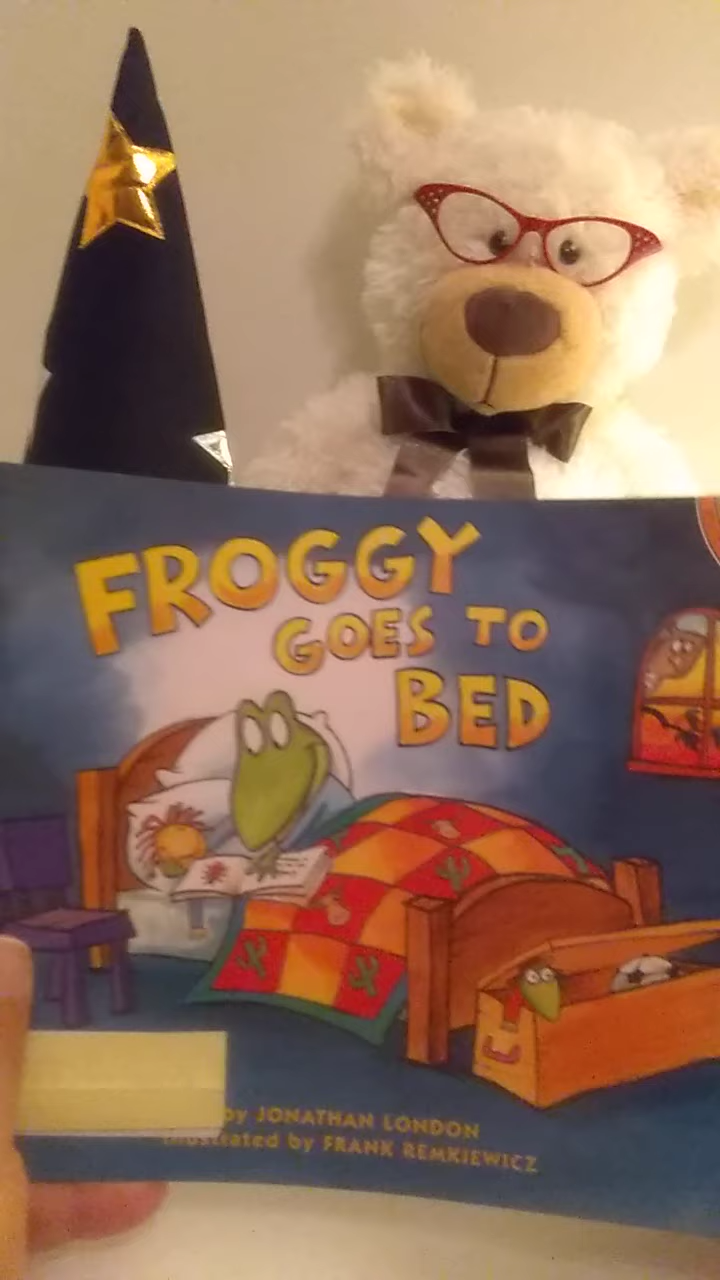 FROGGY
GOES TO
BED
by JONATHAN LONDON
illustrated by FRANK REMKIEWICZ